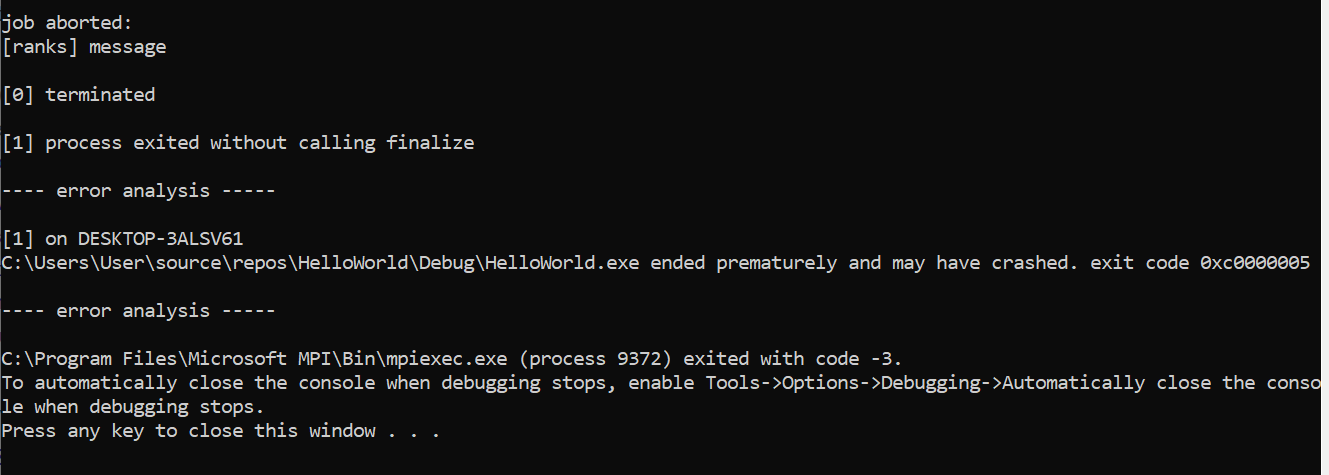 job aborted:
[ranks] message
[0] terminated
[1] process exited without calling finalize
---- error analysis -----
[1] on DESKTOP-3ALSV61
C:\Users\User\source\repos\HelloWorld\Debug\HelloWorld.exe ended prematurely and may have crashed. exit code 0xc0000005
---- error analysis -----
C:\Program Files\Microsoft MPI\Bin\mpiexec.exe (process 9372) exited with code -3.
To automatically close the console when debugging stops, enable Tools->Options->Debugging->Automatically close the conso
le when debugging stops.
Press any key to close this window . . .